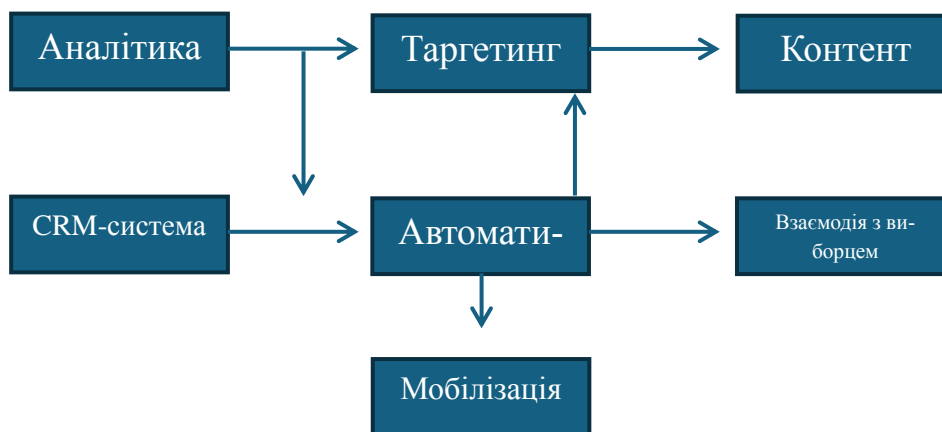 Аналітика
Таргетинг
Контент
CRM-система
Автомати-
Взаємодія з ви-
борцем
Мобілізація